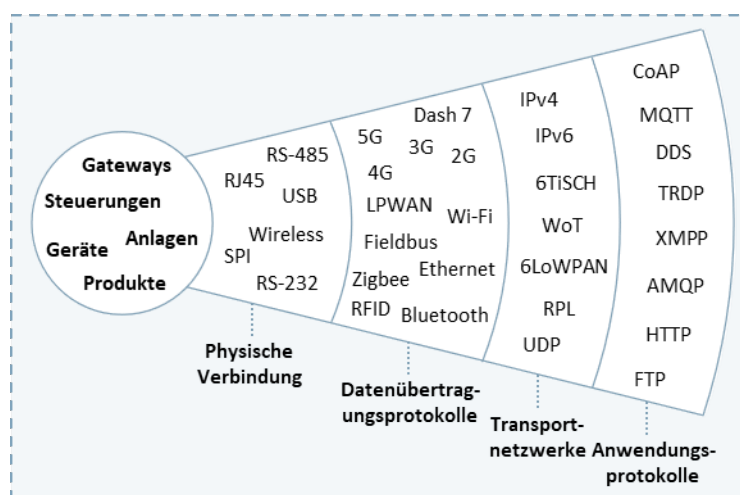 Gateways
Steuerungen
Anlagen
Geräte
Produkte
RS-485
RJ45
USB
Wireless
SPI
RS-232
Physische
Verbindung
Dash 7
5G
3G
2G
4G
LPWAN
Wi-Fi
Fieldbus
Ethernet
Zigbee
RFID
Bluetooth
Datenübertrag-
ungsprotokolle
IPv4
IPv6
6TiSCH
WoT
6LoWPAN
RPL
UDP
Transport-
netzwerke
CoAP
MQTT
DDS
TRDP
XMPP
AMQP
HTTP
FTP
Anwendungs-
protokolle